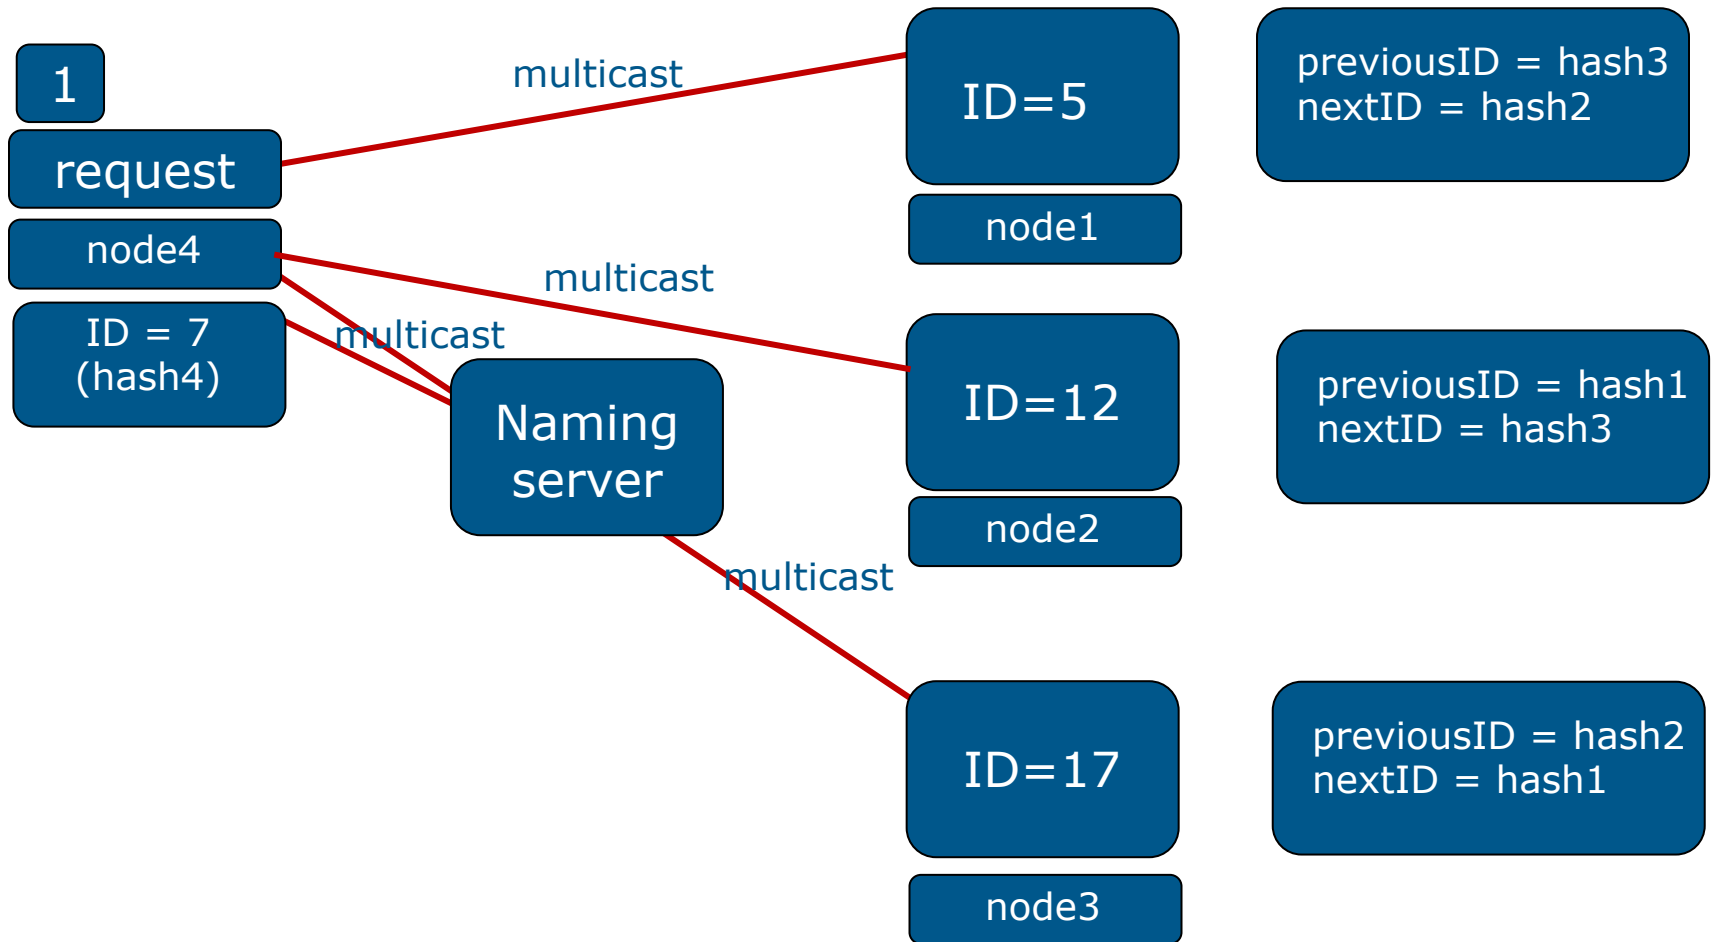 1
request
node4
ID = 7
(hash4)
multicast
multicast
multicast
multicast
Naming
server
ID=5
node1
previousID = hash3
nextID = hash2
ID=12
node2
previousID = hash1
nextID = hash3
ID=17
node3
previousID = hash2
nextID = hash1